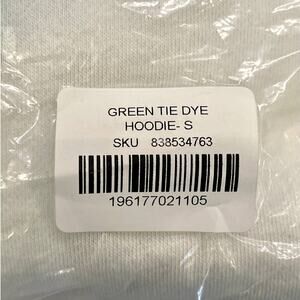 GREEN TIE DYE
HOODIE- S
SKU 838534763
196177021105